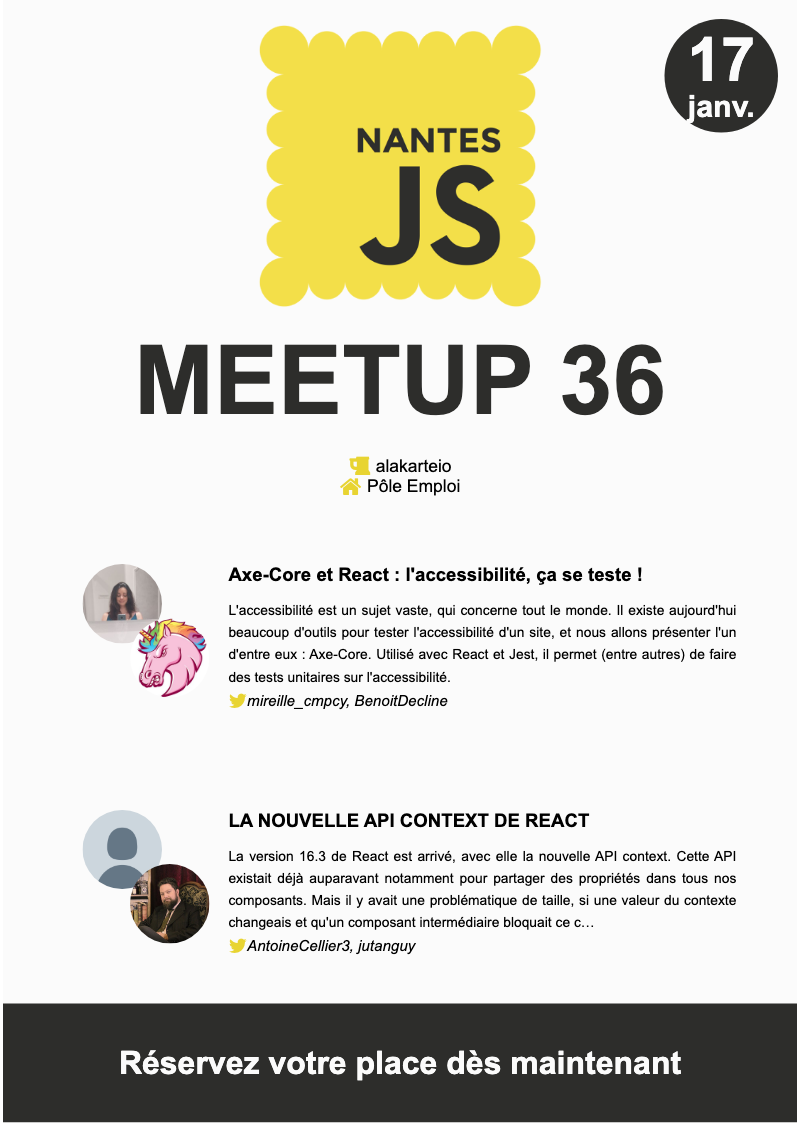 17
janv.
NANTES
JS
MEETUP 36
alakarteio
Pôle Emploi
Axe-Core et React : l'accessibilité, ça se teste !
L'accessibilité est un sujet vaste, qui concerne tout le monde. Il existe aujourd'hui
beaucoup d'outils pour tester l'accessibilité d'un site, et nous allons présenter l'un
d'entre eux : Axe-Core. Utilisé avec React et Jest, il permet (entre autres) de faire
des tests unitaires sur l'accessibilité.
mireille_cmpcy, BenoitDecline
LA NOUVELLE API CONTEXT DE REACT
La version 16.3 de React est arrivé, avec elle la nouvelle API context. Cette API
existait déjà auparavant notamment pour partager des propriétés dans tous nos
composants. Mais il y avait une problématique de taille, si une valeur du contexte
changeais et qu'un composant intermédiaire bloquait ce c…
AntoineCellier3, jutanguy
Réservez votre place dès maintenant